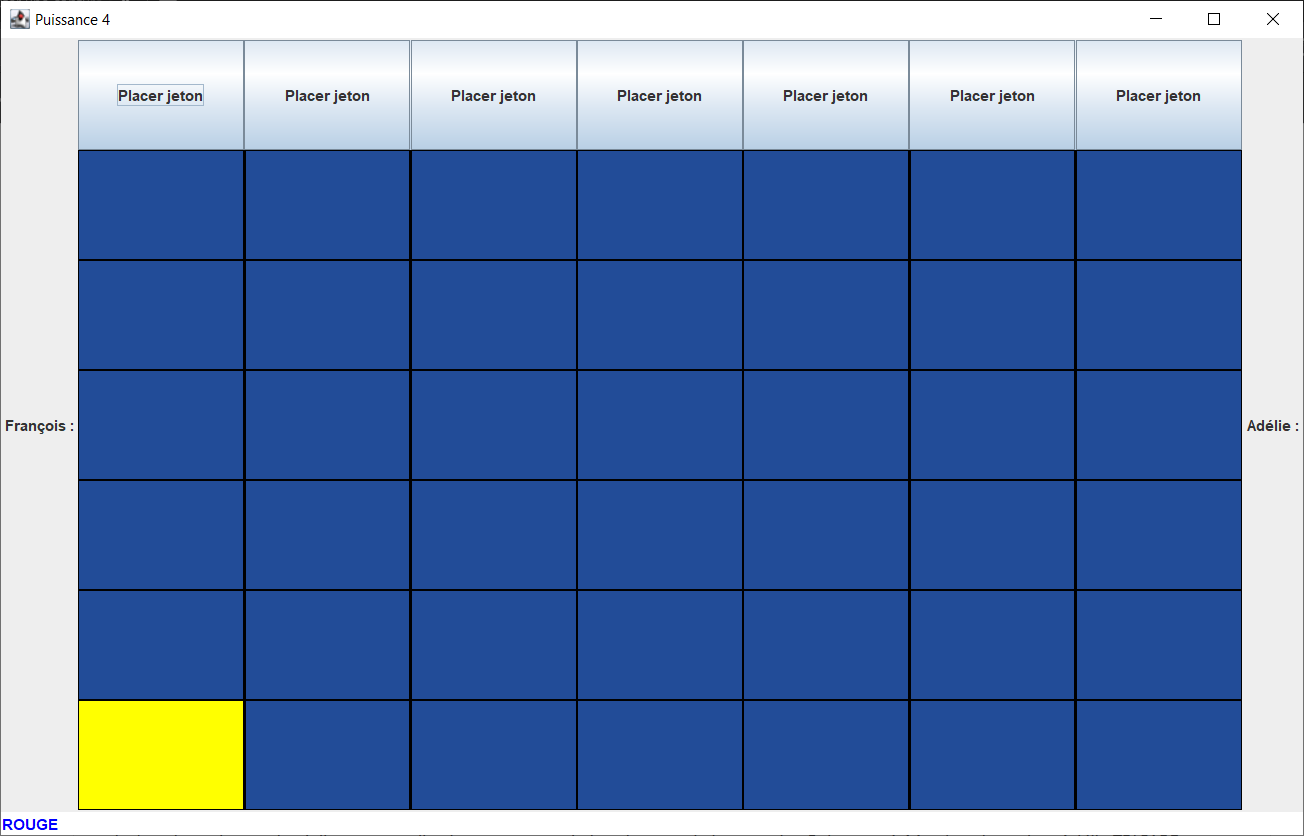 Puissance 4
Placer jeton Placer jeton Placer jeton Placer jeton Placer jeton Placer jeton Placer jeton
François :
Adélie :
ROUGE